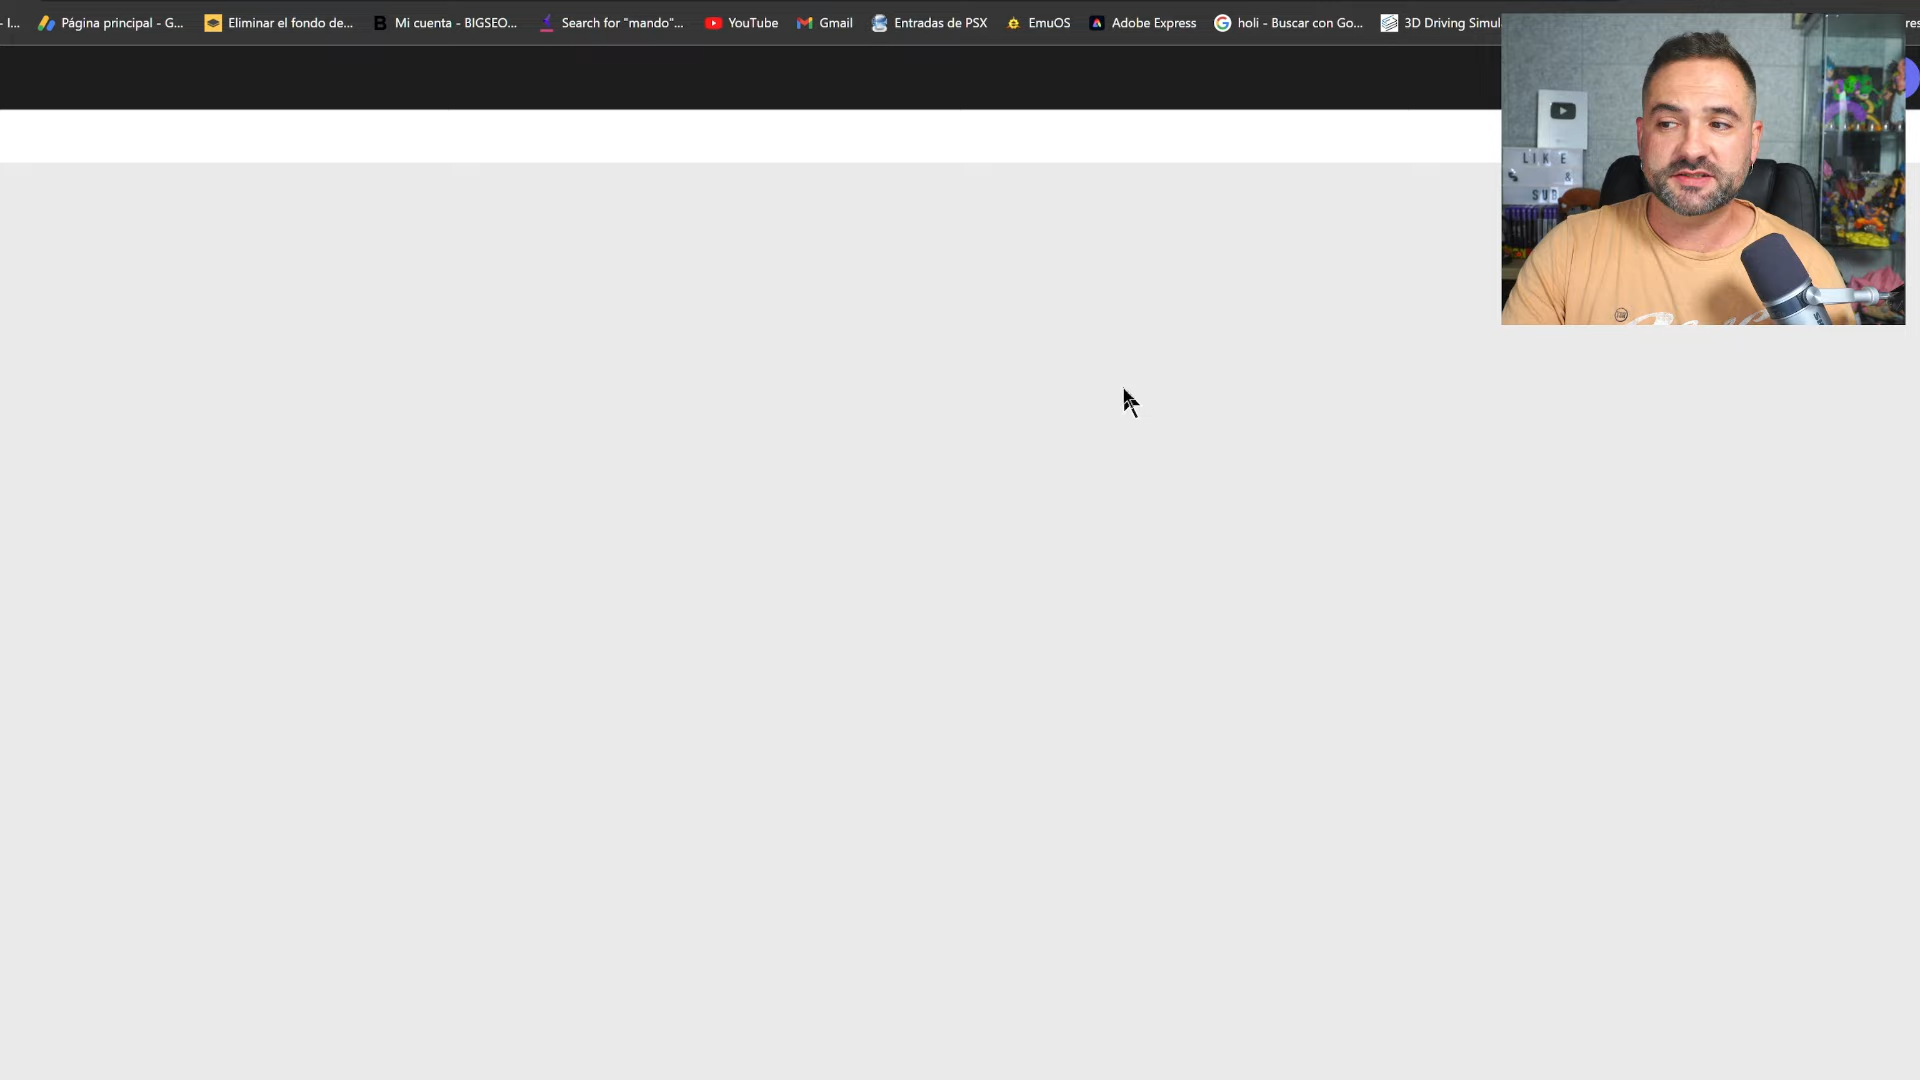 - I... Página principal - G... Eliminar el fondo de... Mi cuenta - BIGSEO... Search for "mando"... YouTube Gmail Entradas de PSX EmuOS Adobe Express holi - Buscar con Go... 3D Driving Simul
LIKE
&
SUB